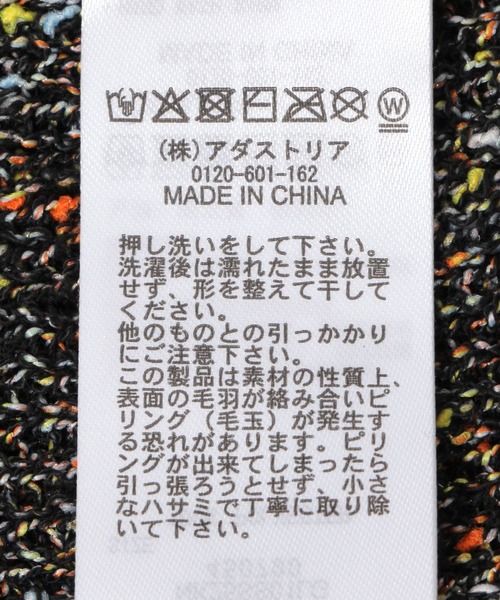 (株)アダストリア
0120-601-162
MADE IN CHINA
押し洗いをして下さい。
洗濯後は濡れたまま放置
せず、形を整えて干して
ください。
他のものとの引っかかり
にご注意下さい。
この製品は素材の性質上、
表面の毛羽が絡み合いピ
リング（毛玉）が発生す
る恐れがあります。ピリ
ングが出来てしまったら
引っ張ろうとせず、小さ
なハサミで丁寧に取り除
いて下さい。